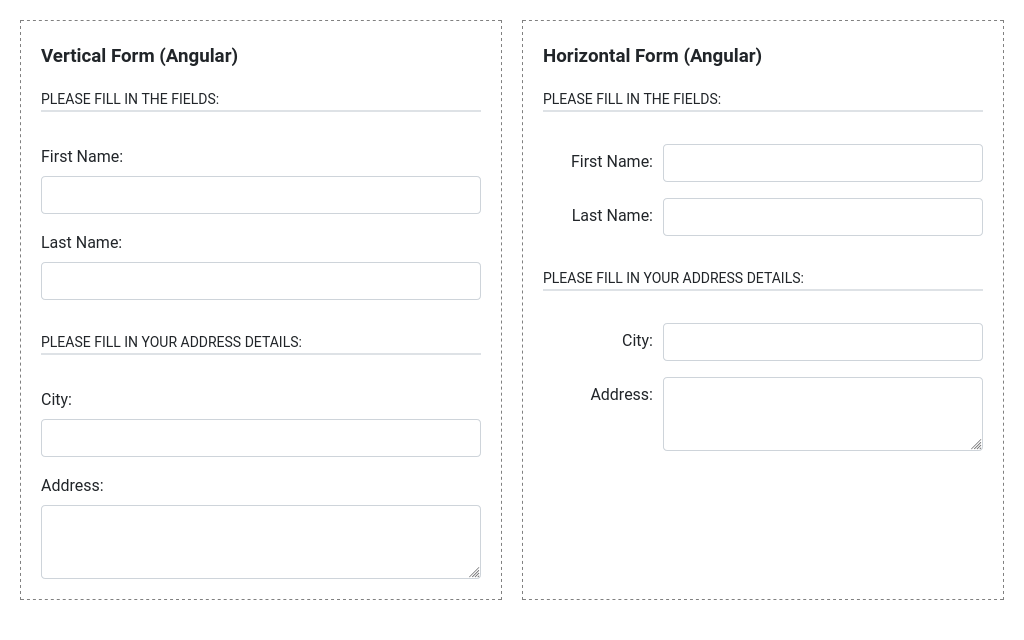 Vertical Form (Angular)
PLEASE FILL IN THE FIELDS:
First Name:
Last Name:
PLEASE FILL IN YOUR ADDRESS DETAILS:
City:
Address:
Horizontal Form (Angular)
PLEASE FILL IN THE FIELDS:
First Name:
Last Name:
PLEASE FILL IN YOUR ADDRESS DETAILS:
City:
Address: